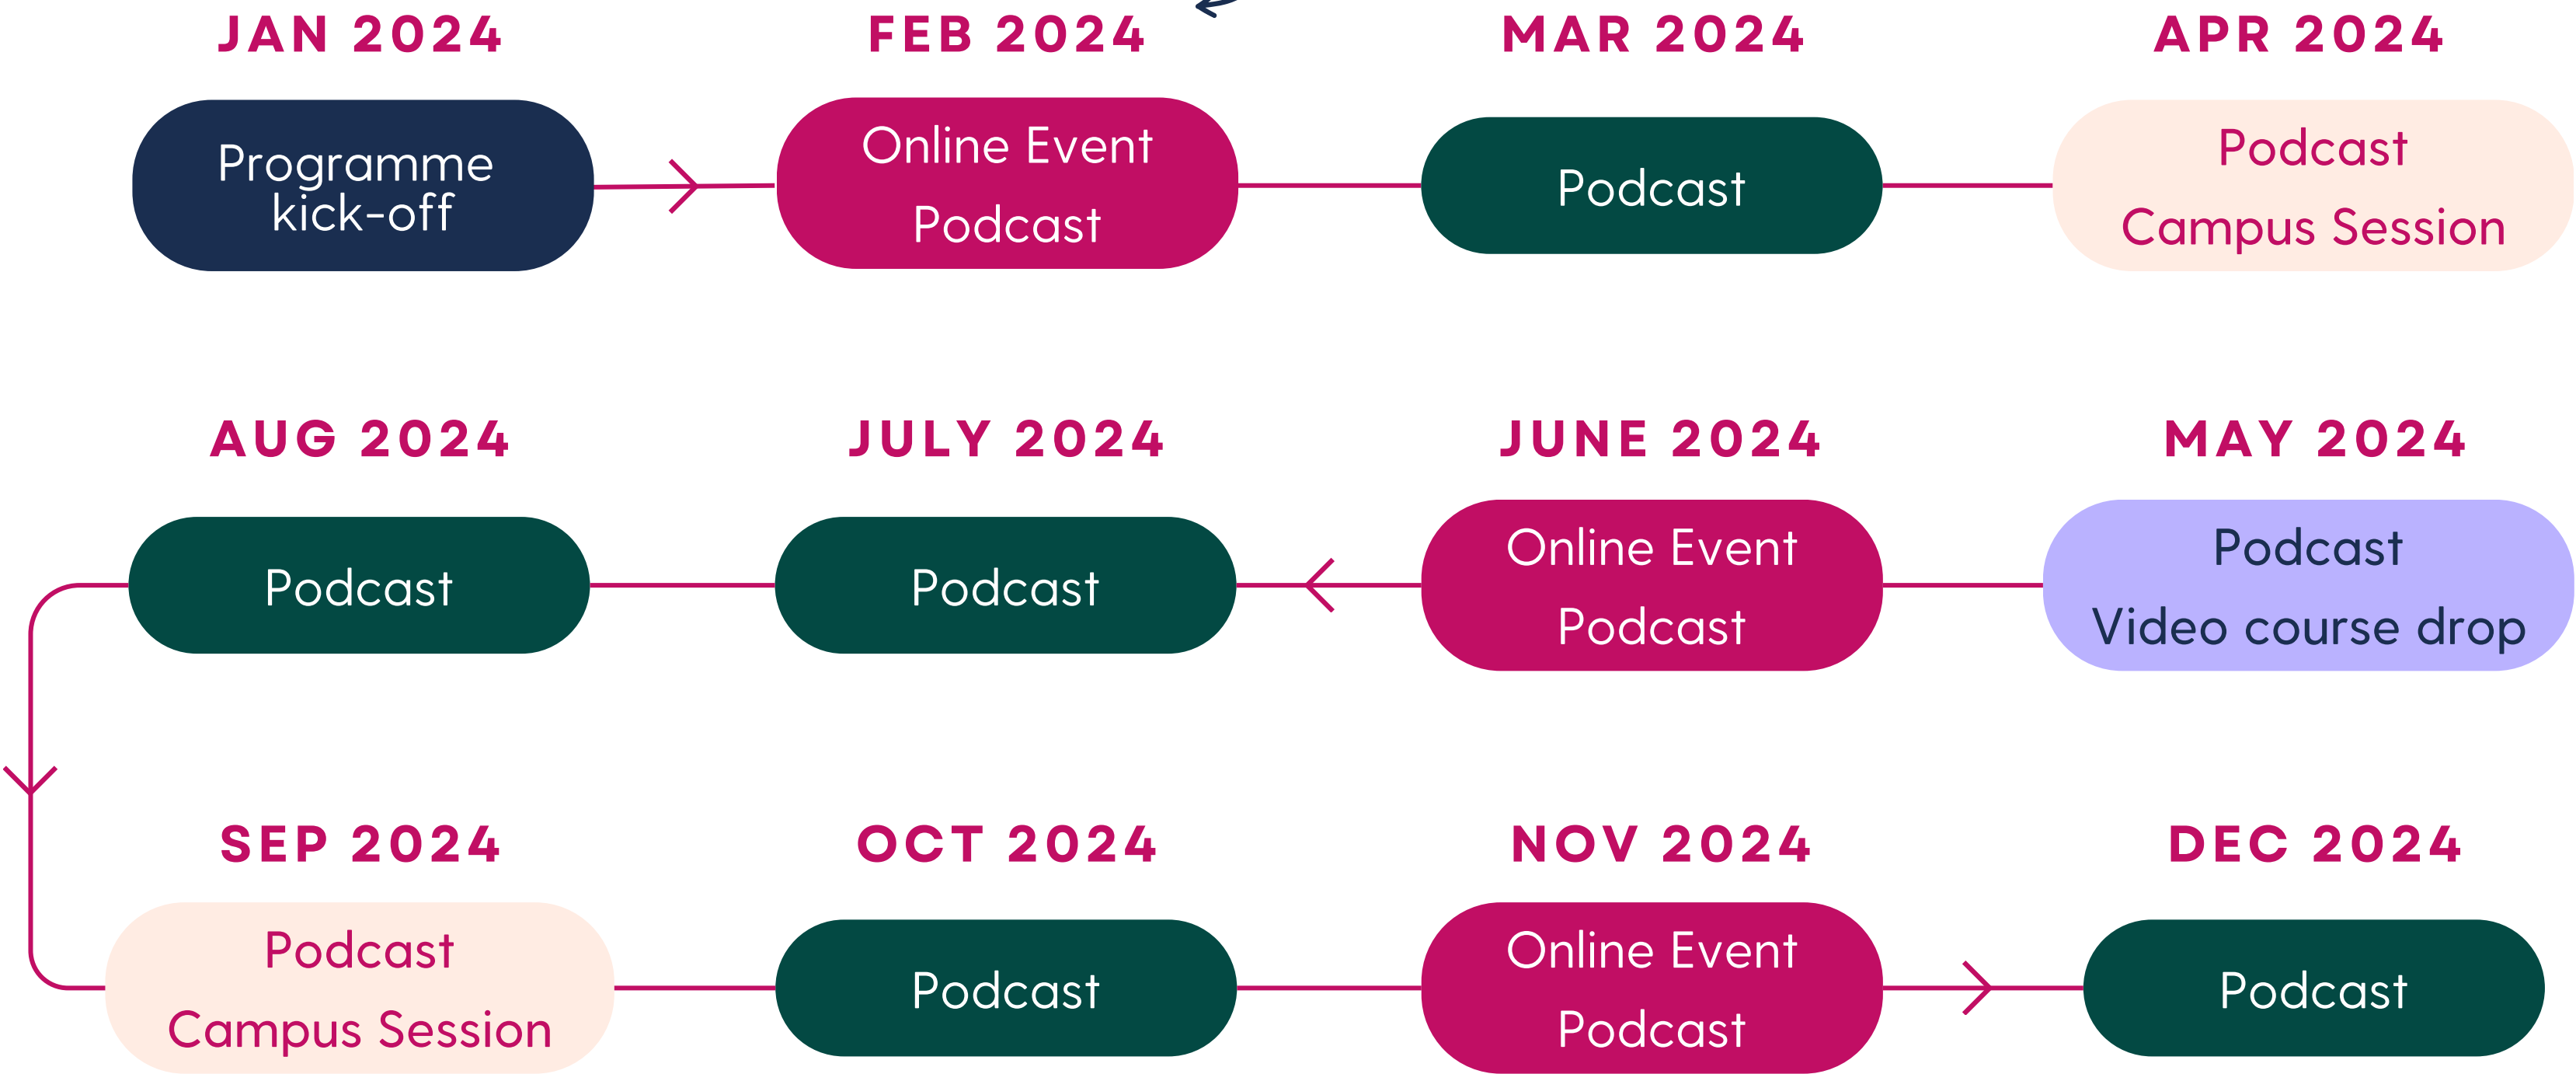 JAN 2024
Programme
kick-off
FEB 2024
Online Event
Podcast
MAR 2024
Podcast
APR 2024
Podcast
Campus Session
MAY 2024
Podcast
Video course drop
JUNE 2024
Online Event
Podcast
JULY 2024
Podcast
AUG 2024
Podcast
SEP 2024
Podcast
Campus Session
OCT 2024
Podcast
NOV 2024
Online Event
Podcast
DEC 2024
Podcast